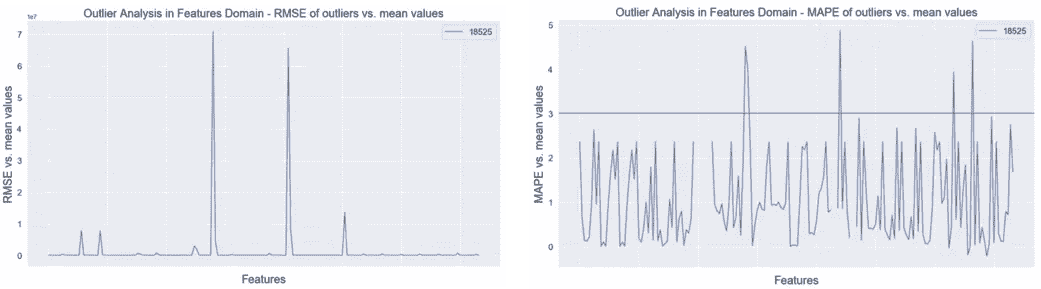 Outlier Analysis in Features Domain - RMSE of outliers vs. mean values
1e7
18525
7
6
5
4
3
2
1
0
RMSE vs. mean values
Features
Outlier Analysis in Features Domain - MAPE of outliers vs. mean values
18525
5
4
3
2
1
0
MAPE vs. mean values
Features